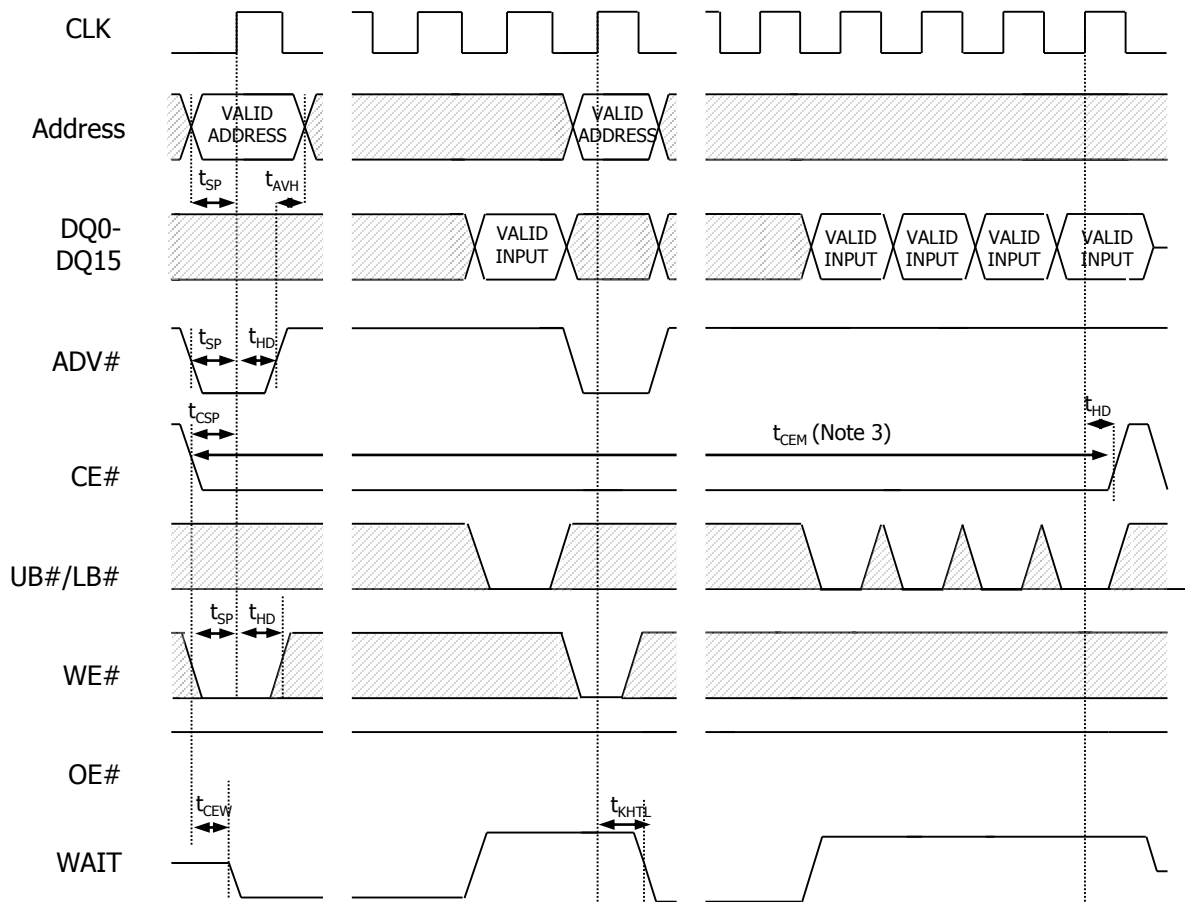 CLK
Address
VALID
ADDRESS
VALID
ADDRESS
tSP
tAVH
DQ0-
DQ15
VALID
INPUT
VALID
INPUT
VALID
INPUT
VALID
INPUT
VALID
INPUT
ADV#
tSP
tHD
CE#
tCSP
tCEM (Note 3)
tHD
UB#/LB#
WE#
tSP
tHD
OE#
tCEW
tKHTL
WAIT